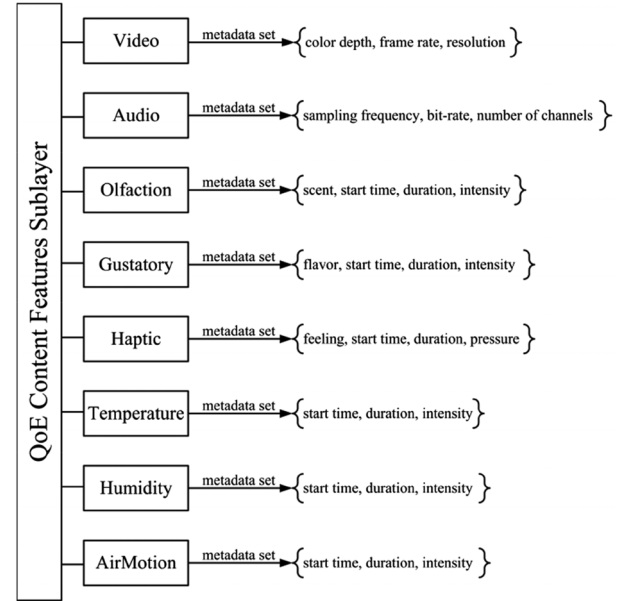 QoE Content Features Sublayer
Video metadata set {color depth, frame rate, resolution }
Audio metadata set {sampling frequency, bit-rate, number of channels }
Olfaction metadata set {scent, start time, duration, intensity }
Gustatory metadata set {flavor, start time, duration, intensity }
Haptic metadata set {feeling, start time, duration, pressure }
Temperature metadata set {start time, duration, intensity }
Humidity metadata set {start time, duration, intensity }
AirMotion metadata set {start time, duration, intensity }